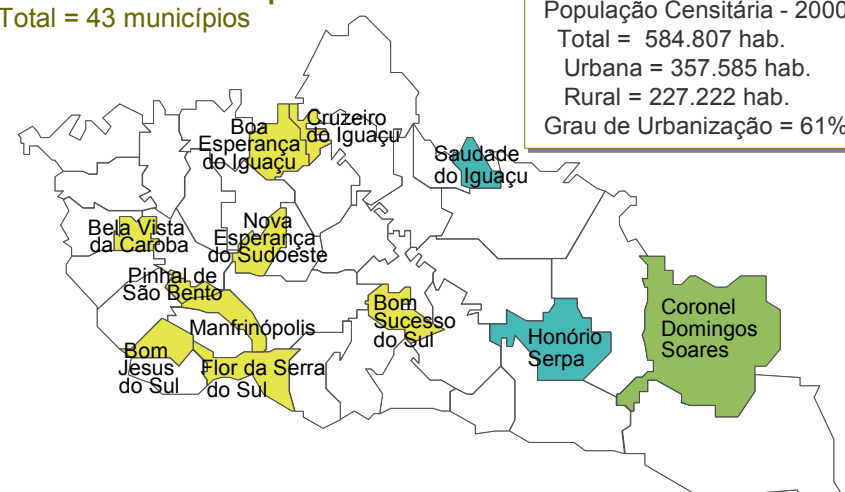 Total = 43 municípios
População Censitária - 2000
Total = 584.807 hab.
Urbana = 357.585 hab.
Rural = 227.222 hab.
Grau de Urbanização = 61%
Boa
Esperança
do Iguaçu
Cruzeiro
do Iguaçu
Saudade
do Iguaçu
Bela Vista
da Caroba
Nova
Esperança
do Sudoeste
Pinhal de
São Bento
Manfrinópolis
Bom
Sucesso
do Sul
Bom
Jesus
do Sul
Flor da Serra
do Sul
Honório
Serpa
Coronel
Domingos
Soares